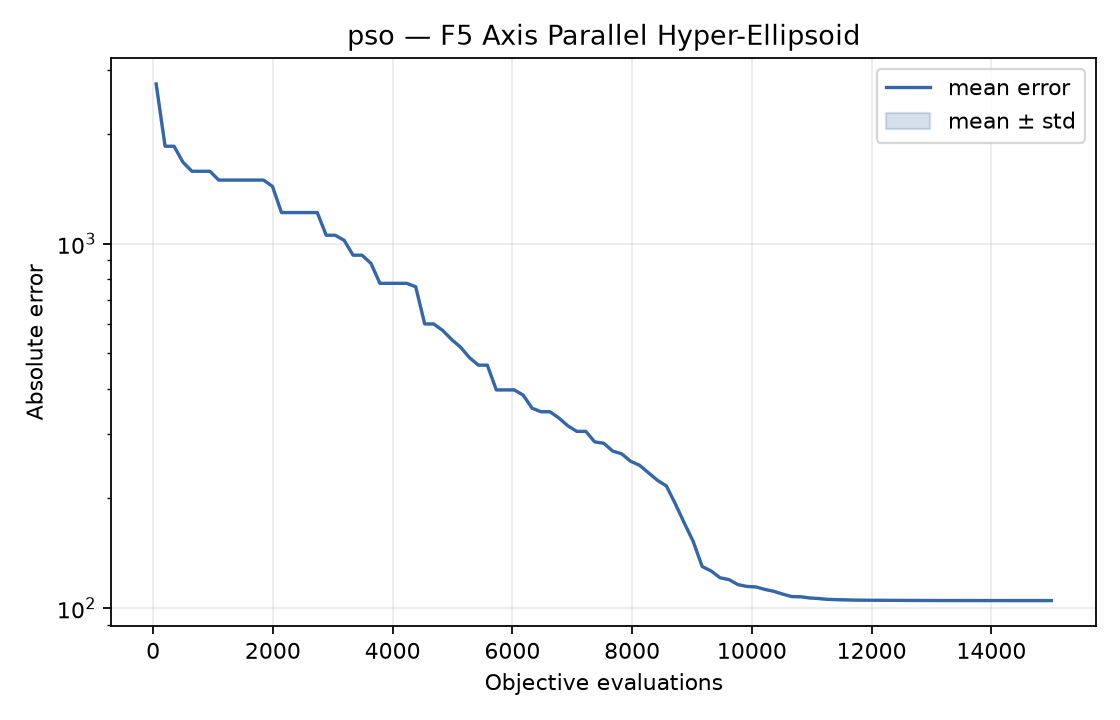 pso — F5 Axis Parallel Hyper-Ellipsoid
mean error
mean ± std
10³
10²
Absolute error
0 2000 4000 6000 8000 10000 12000 14000
Objective evaluations